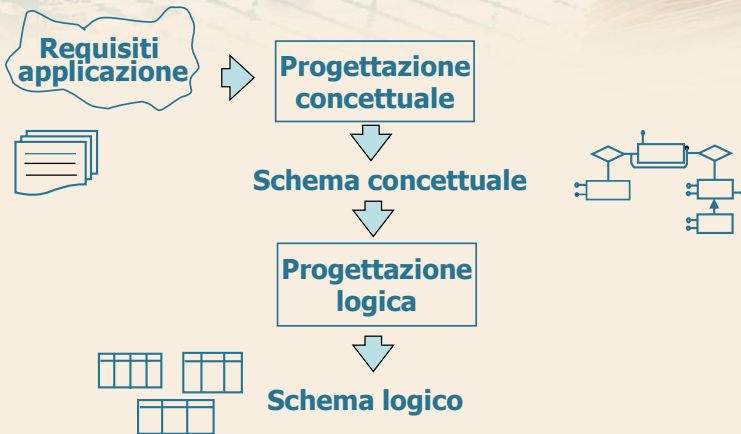 Requisiti
applicazione
Progettazione
concettuale
Schema concettuale
Progettazione
logica
Schema logico